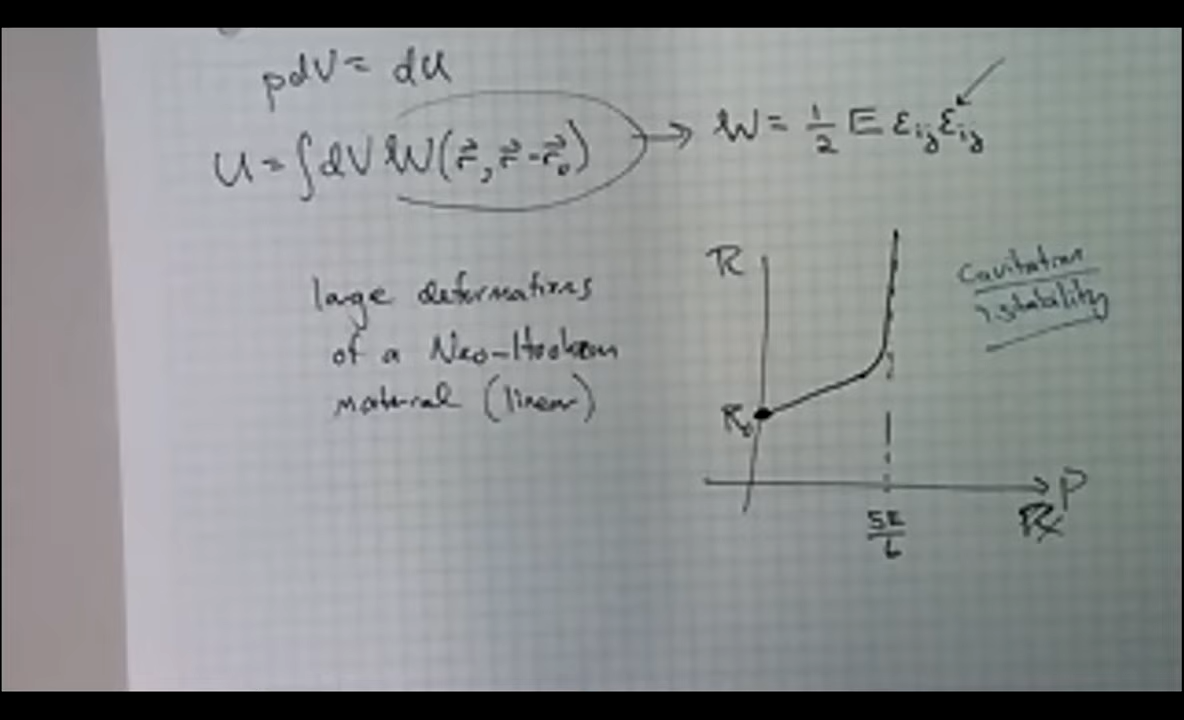 pdV = dU
U = ∫dV W(r⃗, r⃗-r⃗₀) → W = ½ E εᵢⱼ εᵢⱼ
large deformations
of a Neo-Hookean
material (linear)
R
Cavitation
instability
R₀
P
5E
6